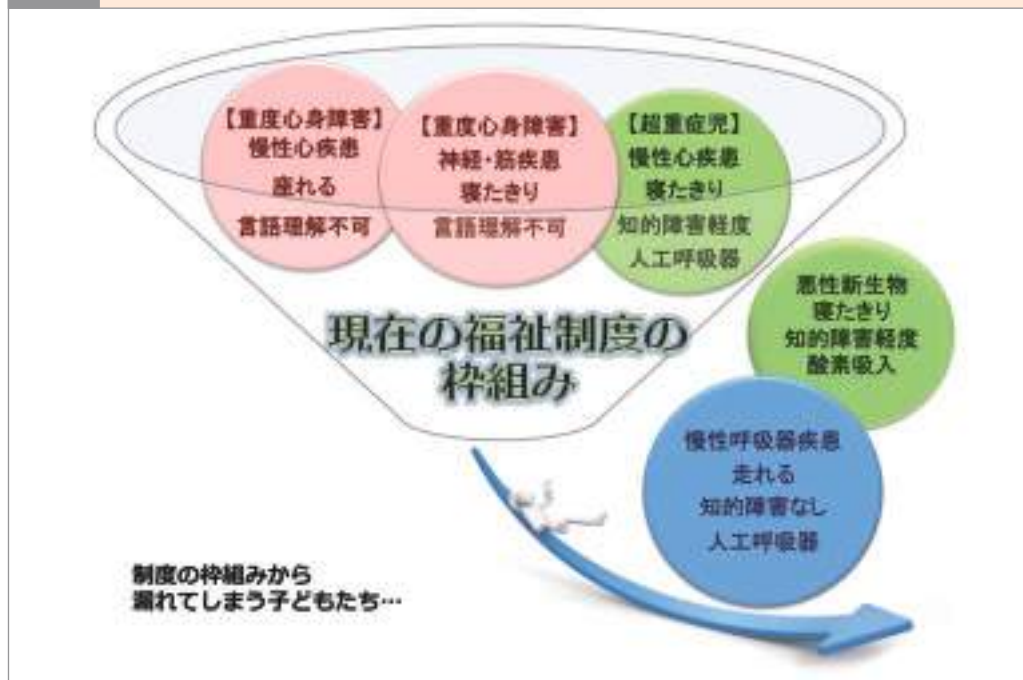 【重度心身障害】
慢性心疾患
座れる
言語理解不可
【重度心身障害】
神経・筋疾患
寝たきり
言語理解不可
【超重症児】
慢性心疾患
寝たきり
知的障害軽度
人工呼吸器
悪性新生物
寝たきり
知的障害軽度
酸素吸入
現在の福祉制度の
枠組み
慢性呼吸器疾患
走れる
知的障害なし
人工呼吸器
制度の枠組みから
漏れてしまう子どもたち…